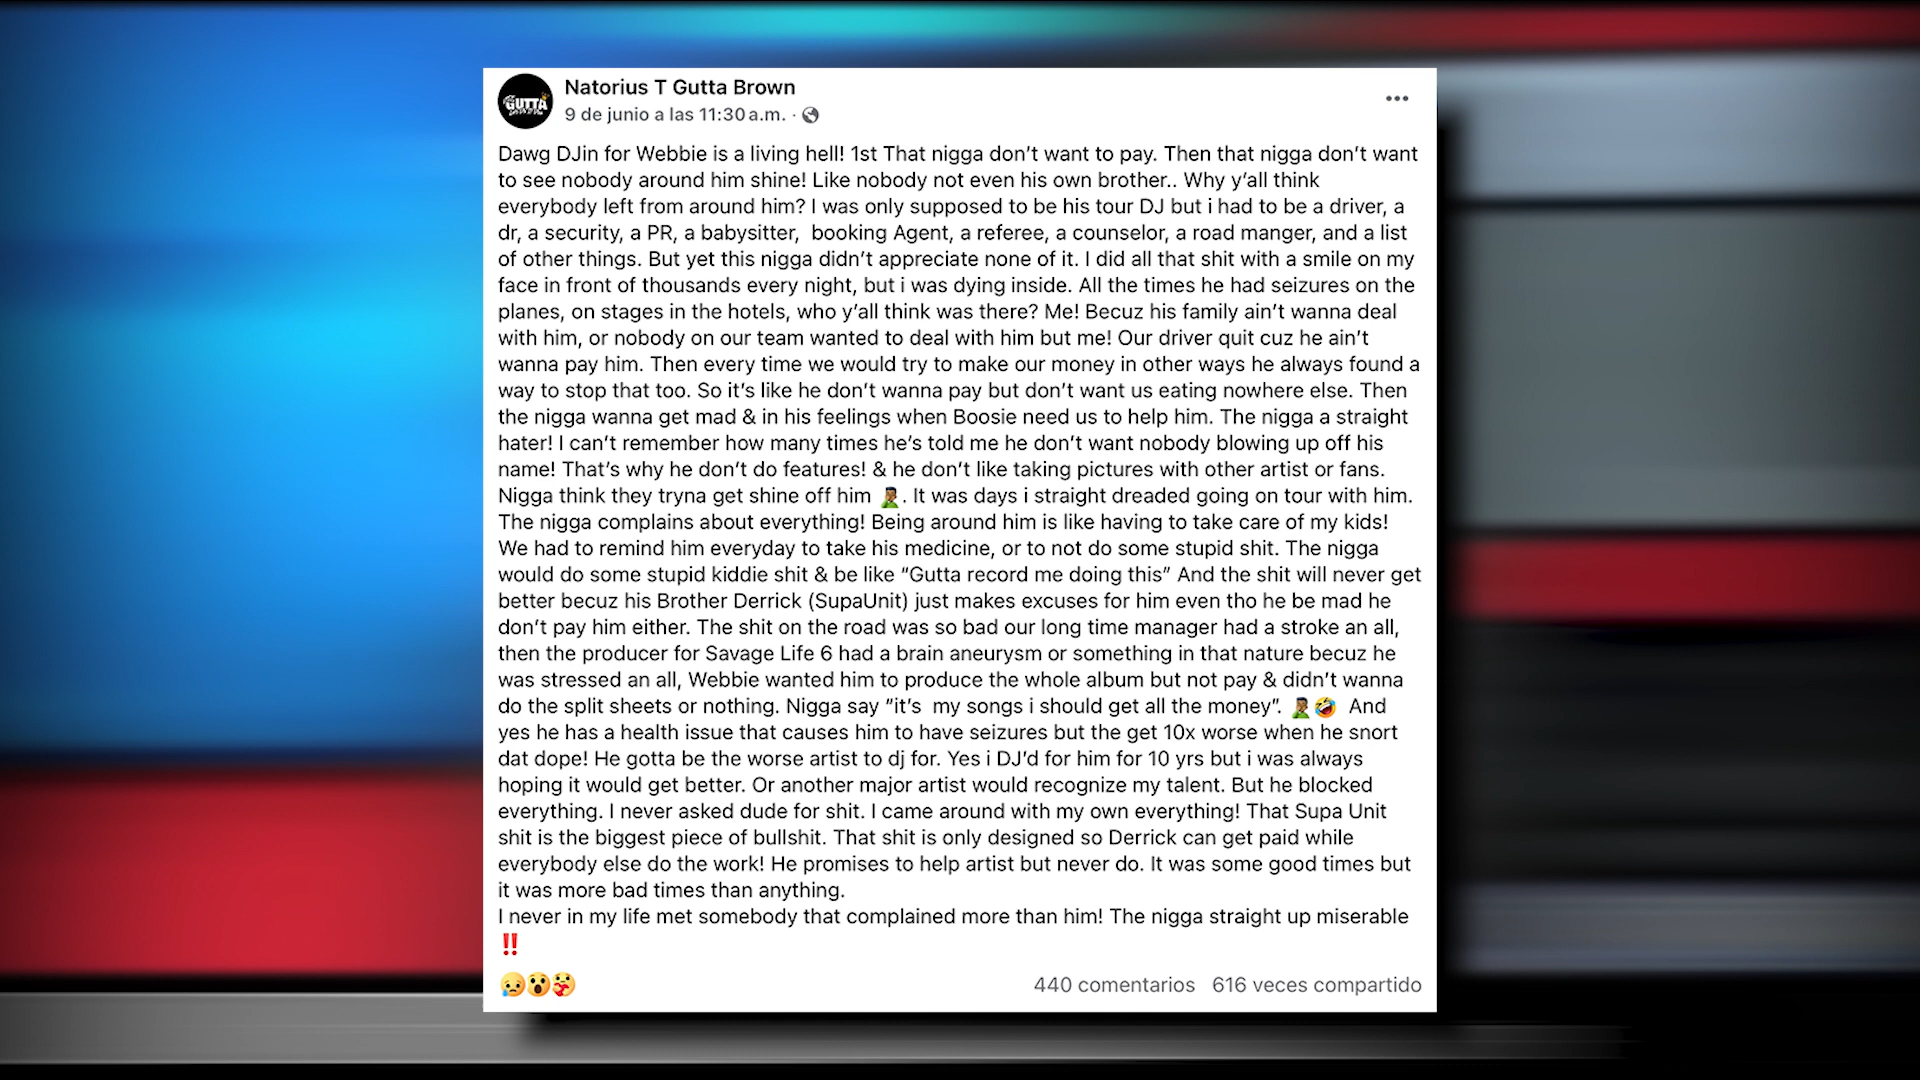 GUTTA
Natorius T Gutta Brown
9 de junio a las 11:30 a.m. ·
Dawg DJin for Webbie is a living hell! 1st That nigga don’t want to pay. Then that nigga don’t want
to see nobody around him shine! Like nobody not even his own brother.. Why y’all think
everybody left from around him? I was only supposed to be his tour DJ but i had to be a driver, a
dr, a security, a PR, a babysitter,  booking Agent, a referee, a counselor, a road manger, and a list
of other things. But yet this nigga didn’t appreciate none of it. I did all that shit with a smile on my
face in front of thousands every night, but i was dying inside. All the times he had seizures on the
planes, on stages in the hotels, who y’all think was there? Me! Becuz his family ain’t wanna deal
with him, or nobody on our team wanted to deal with him but me! Our driver quit cuz he ain’t
wanna pay him. Then every time we would try to make our money in other ways he always found a
way to stop that too. So it’s like he don’t wanna pay but don’t want us eating nowhere else. Then
the nigga wanna get mad & in his feelings when Boosie need us to help him. The nigga a straight
hater! I can’t remember how many times he’s told me he don’t want nobody blowing up off his
name! That’s why he don’t do features! & he don’t like taking pictures with other artist or fans.
Nigga think they tryna get shine off him 🤦🏾‍♂️. It was days i straight dreaded going on tour with him.
The nigga complains about everything! Being around him is like having to take care of my kids!
We had to remind him everyday to take his medicine, or to not do some stupid shit. The nigga
would do some stupid kiddie shit & be like “Gutta record me doing this” And the shit will never get
better becuz his Brother Derrick (SupaUnit) just makes excuses for him even tho he be mad he
don’t pay him either. The shit on the road was so bad our long time manager had a stroke an all,
then the producer for Savage Life 6 had a brain aneurysm or something in that nature becuz he
was stressed an all, Webbie wanted him to produce the whole album but not pay & didn’t wanna
do the split sheets or nothing. Nigga say “it’s  my songs i should get all the money”. 🤦🏾‍♂️🤣  And
yes he has a health issue that causes him to have seizures but the get 10x worse when he snort
dat dope! He gotta be the worse artist to dj for. Yes i DJ’d for him for 10 yrs but i was always
hoping it would get better. Or another major artist would recognize my talent. But he blocked
everything. I never asked dude for shit. I came around with my own everything! That Supa Unit
shit is the biggest piece of bullshit. That shit is only designed so Derrick can get paid while
everybody else do the work! He promises to help artist but never do. It was some good times but
it was more bad times than anything.
I never in my life met somebody that complained more than him! The nigga straight up miserable
‼️
440 comentarios 616 veces compartido